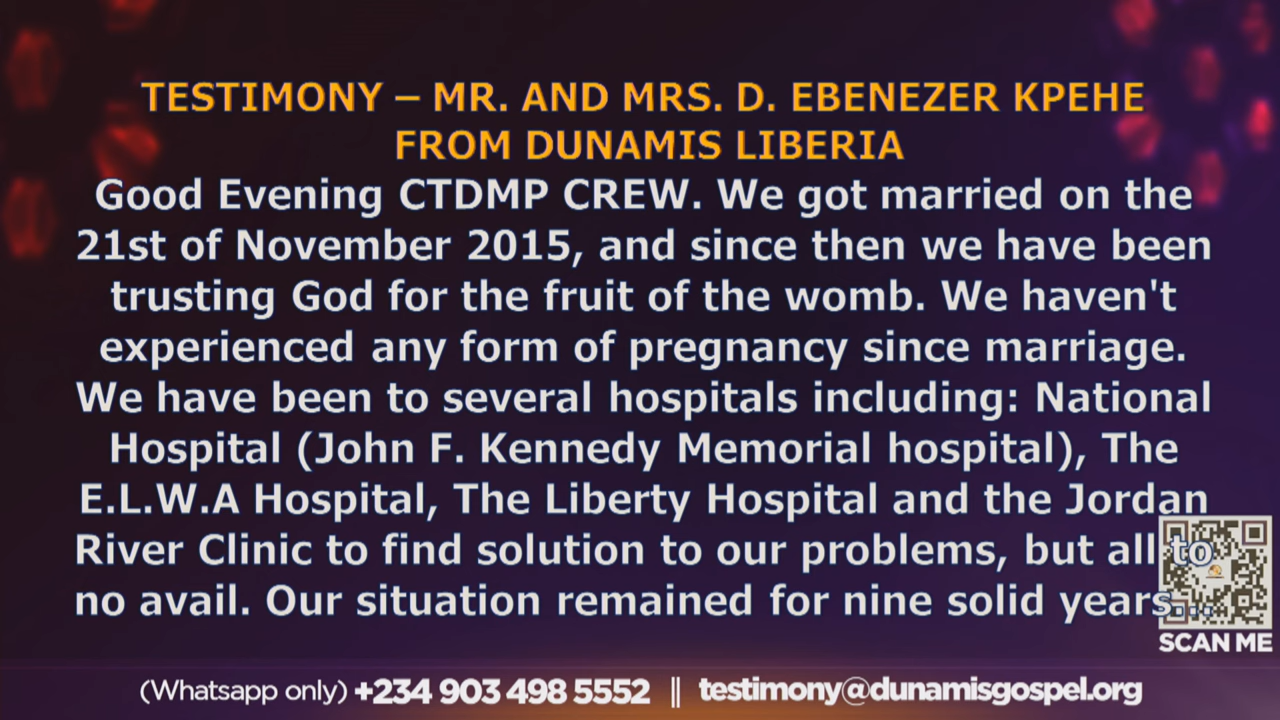 TESTIMONY – MR. AND MRS. D. EBENEZER KPEHE
FROM DUNAMIS LIBERIA
Good Evening CTDMP CREW. We got married on the
21st of November 2015, and since then we have been
trusting God for the fruit of the womb. We haven't
experienced any form of pregnancy since marriage.
We have been to several hospitals including: National
Hospital (John F. Kennedy Memorial hospital), The
E.L.W.A Hospital, The Liberty Hospital and the Jordan
River Clinic to find solution to our problems, but all to
no avail. Our situation remained for nine solid years...
SCAN ME
(Whatsapp only) +234 903 498 5552 || testimony@dunamisgospel.org